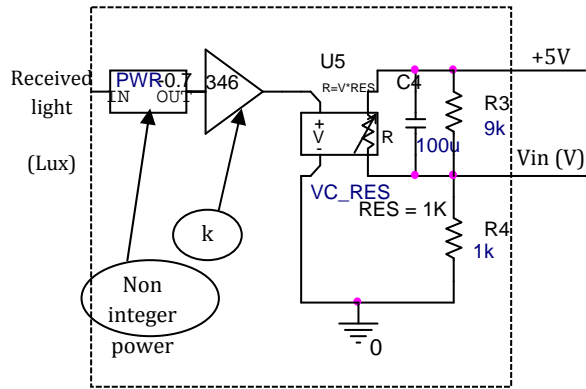 U5
+5V
Received
light
(Lux)
PWR
-0.7
346
IN
OUT
R=V*RES
C4
R3
9k
+
V
-
R
100u
Vin (V)
VC_RES
RES = 1K
R4
1k
k
Non
integer
power
0